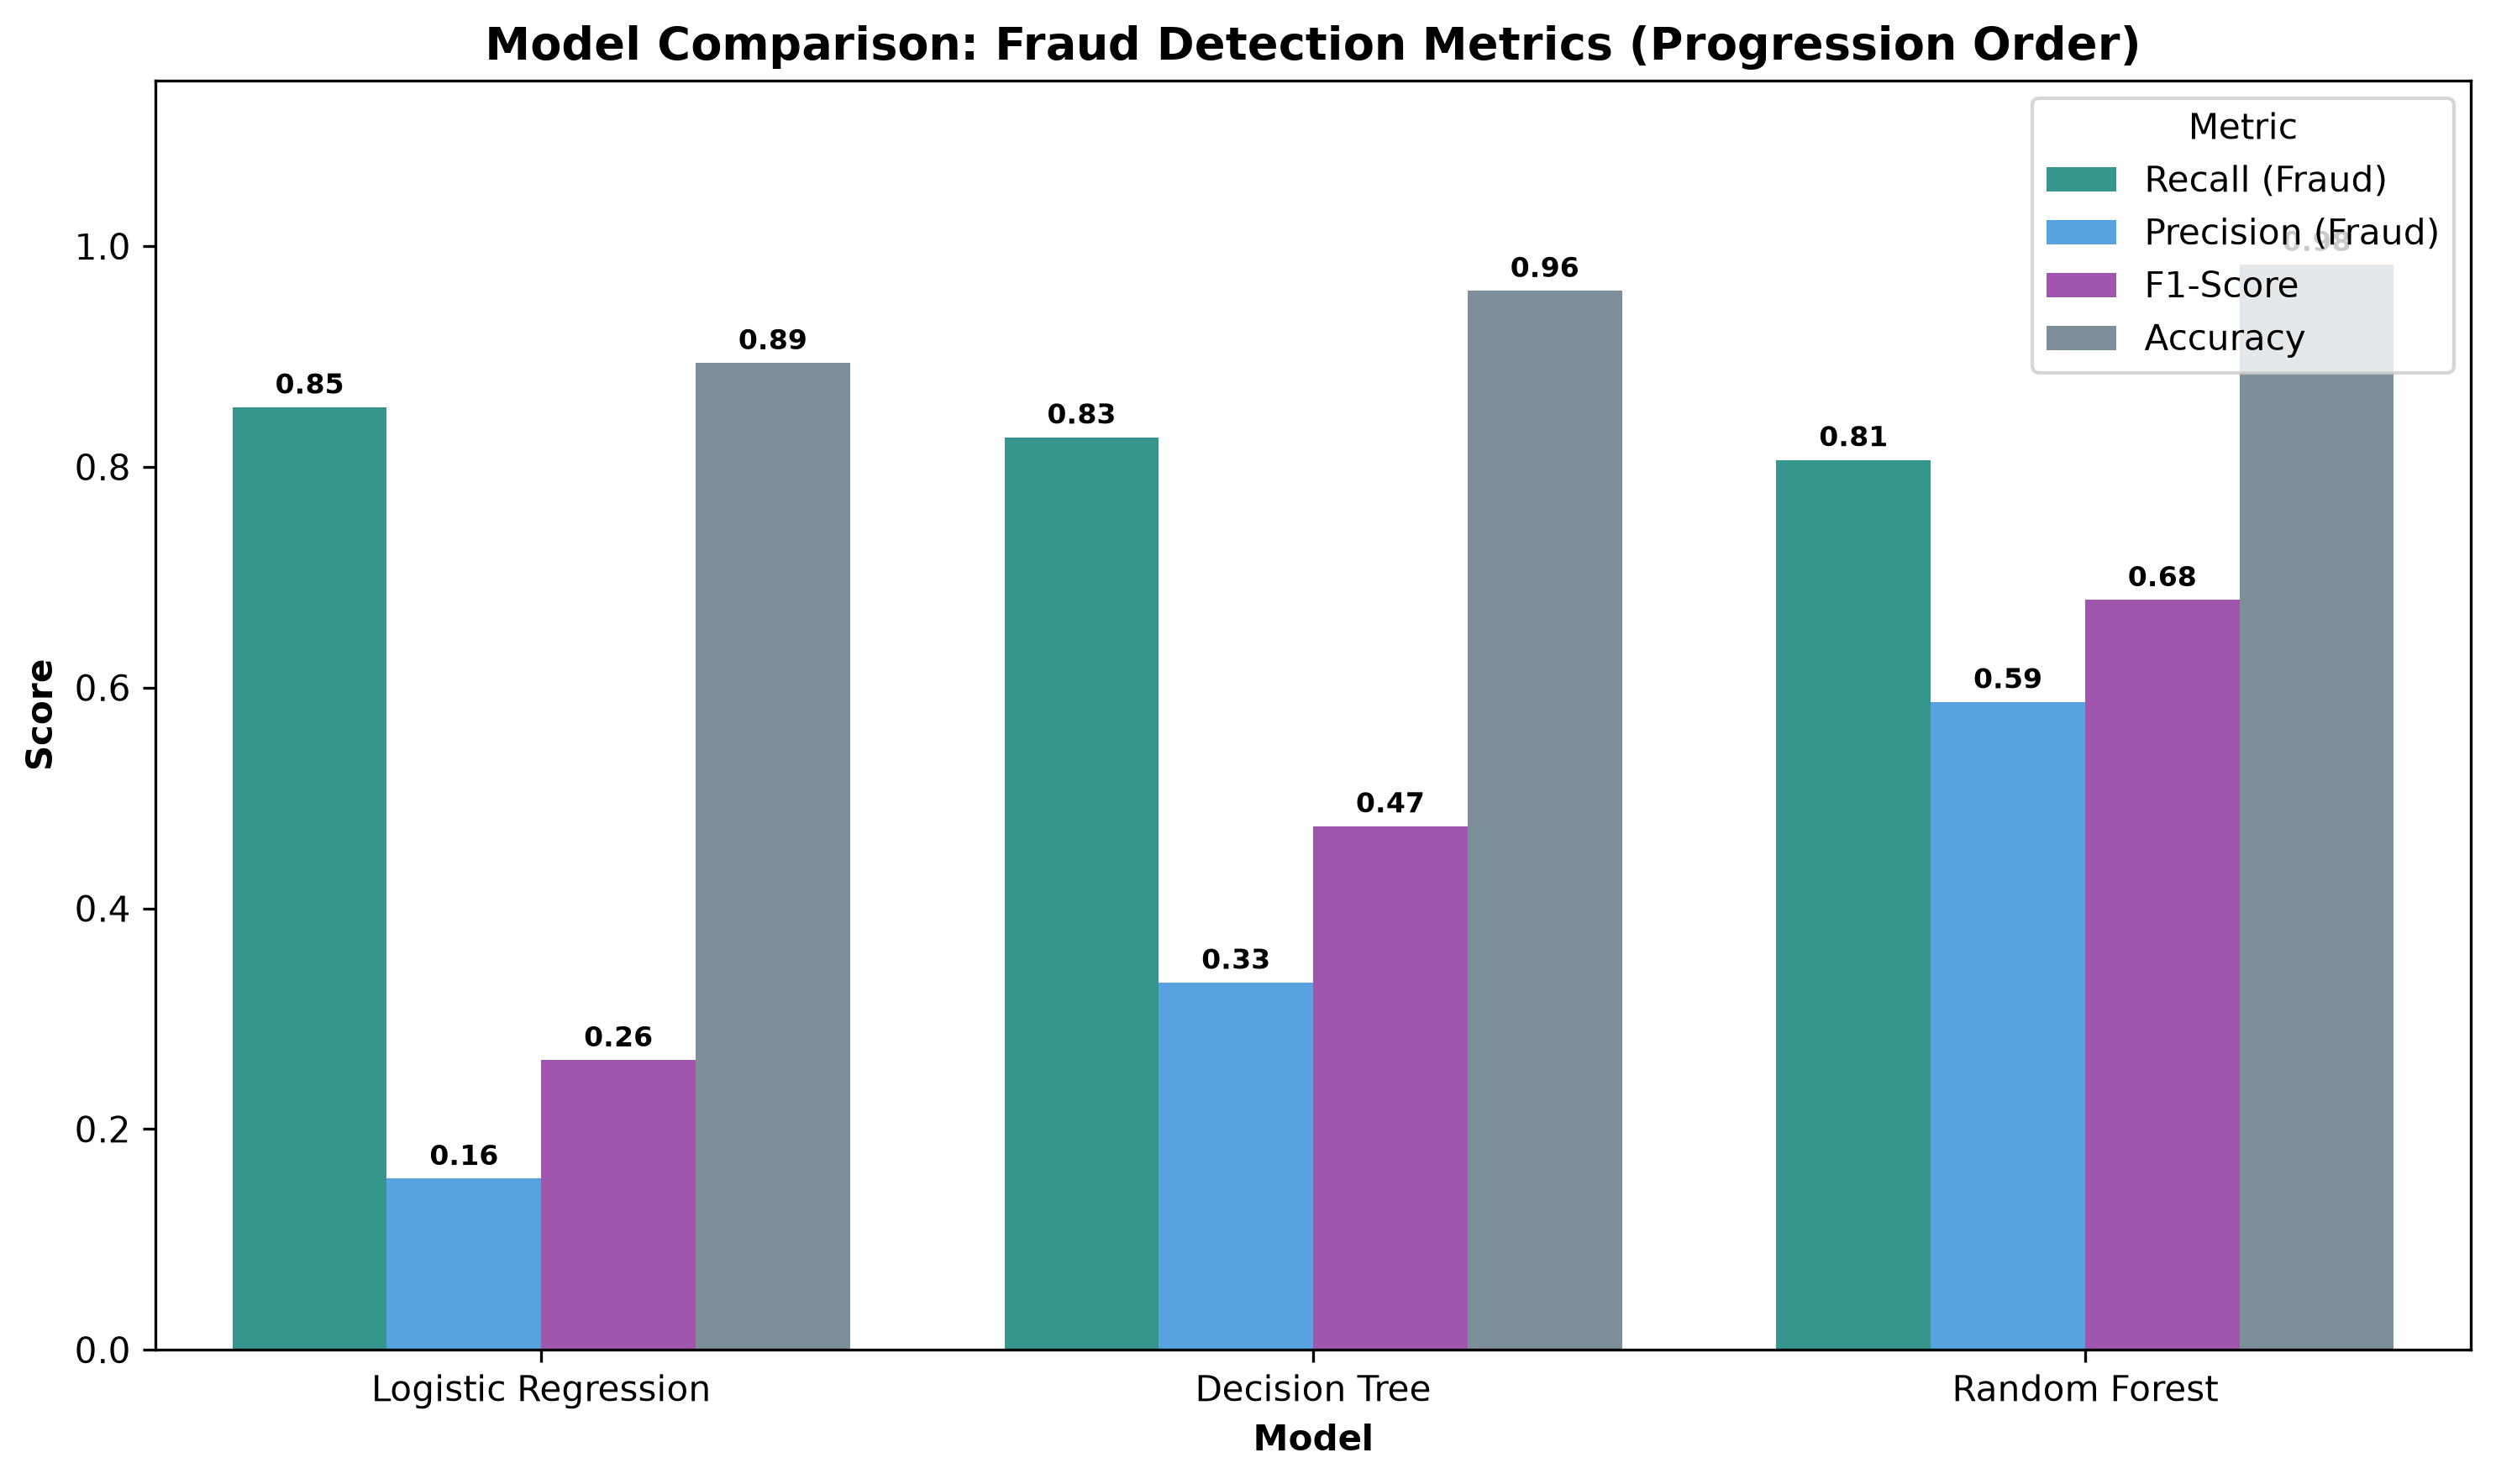 Model Comparison: Fraud Detection Metrics (Progression Order)
Metric
Recall (Fraud)
Precision (Fraud)
F1-Score
Accuracy
Score
1.0
0.8
0.6
0.4
0.2
0.0
0.85
0.16
0.26
0.89
0.83
0.33
0.47
0.96
0.81
0.59
0.68
0.98
Logistic Regression
Decision Tree
Random Forest
Model